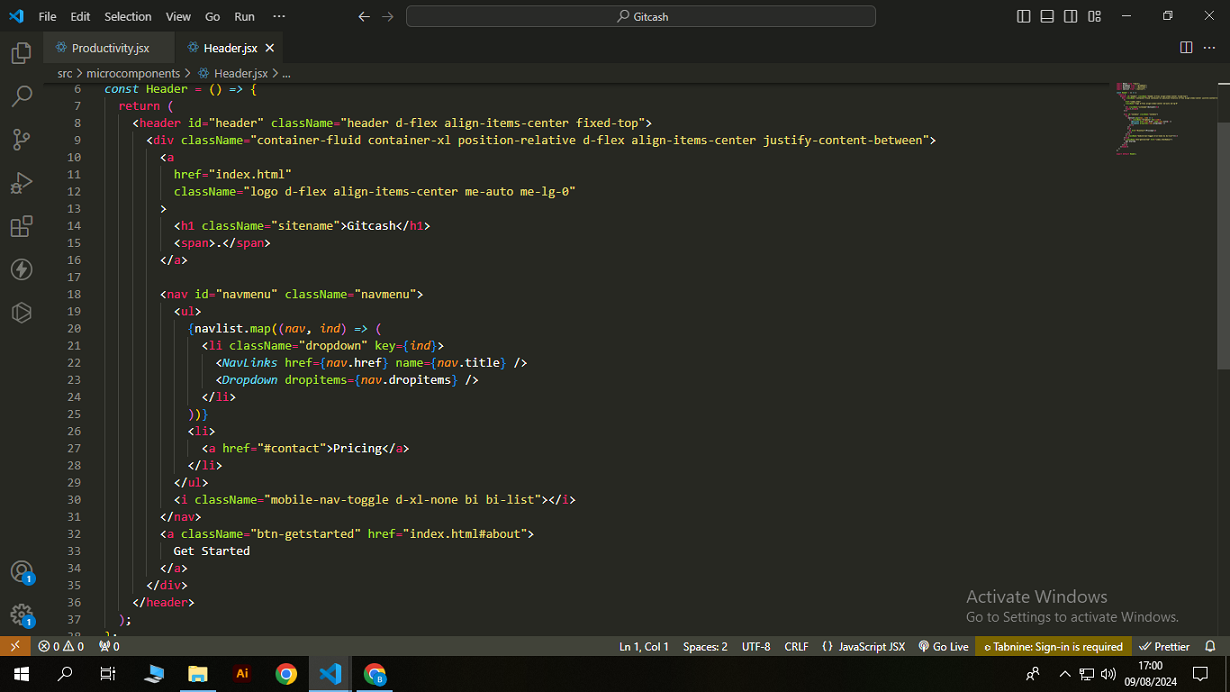 File Edit Selection View Go Run ··· Gitcash
Productivity.jsx Header.jsx
src > microcomponents > Header.jsx > ...
6 const Header = () => {
7 return (
8 <header id="header" className="header d-flex align-items-center fixed-top">
9 <div className="container-fluid container-xl position-relative d-flex align-items-center justify-content-between">
10 <a
11 href="index.html"
12 className="logo d-flex align-items-center me-auto me-lg-0"
13 >
14 <h1 className="sitename">Gitcash</h1>
15 <span>.</span>
16 </a>
17
18 <nav id="navmenu" className="navmenu">
19 <ul>
20 {navlist.map((nav, ind) => (
21 <li className="dropdown" key={ind}>
22 <NavLinks href={nav.href} name={nav.title} />
23 <Dropdown dropitems={nav.dropitems} />
24 </li>
25 ))}
26 <li>
27 <a href="#contact">Pricing</a>
28 </li>
29 </ul>
30 <i className="mobile-nav-toggle d-xl-none bi bi-list"></i>
31 </nav>
32 <a className="btn-getstarted" href="index.html#about">
33 Get Started
34 </a>
35 </div>
36 </header>
37 );
38 };
Activate Windows
Go to Settings to activate Windows.
0 0 0 Ln 1, Col 1 Spaces: 2 UTF-8 CRLF {} JavaScript JSX Go Live Tabnine: Sign-in is required Prettier
1
1
Ai B 17:00
09/08/2024